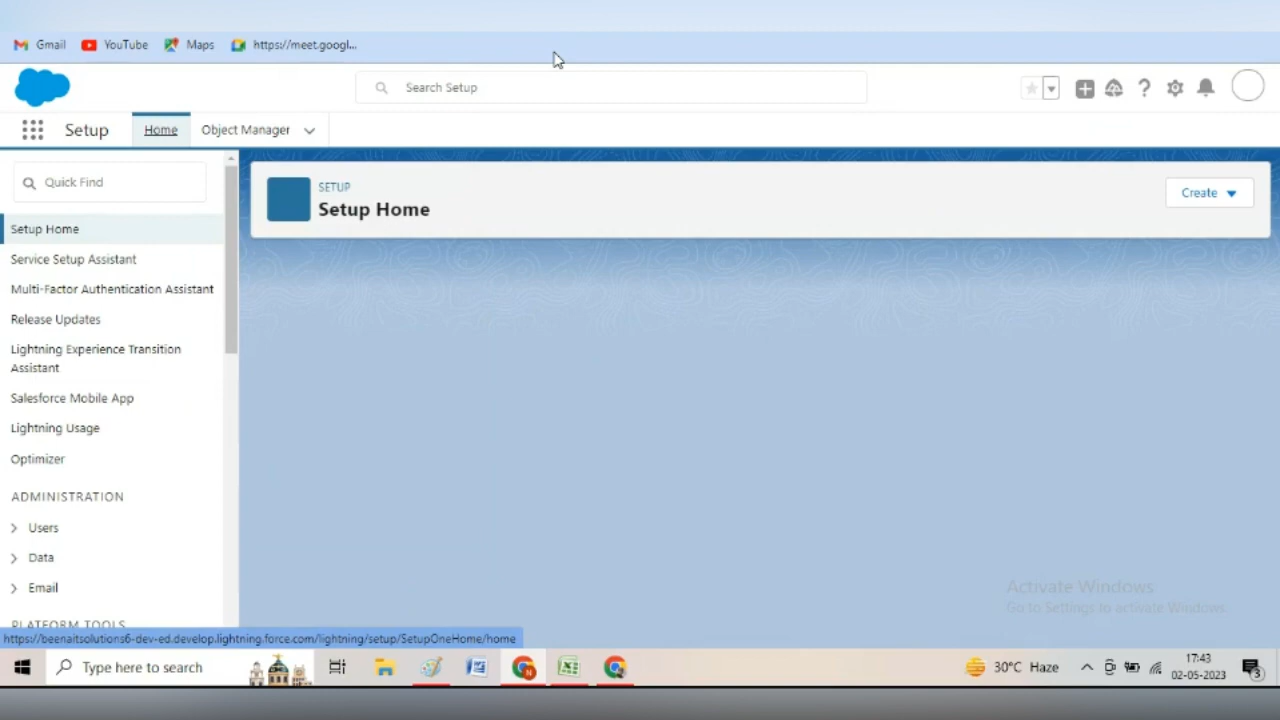 Gmail YouTube Maps https://meet.googl...
Search Setup
Setup Home Object Manager
Quick Find
SETUP
Setup Home
Create
Setup Home
Service Setup Assistant
Multi-Factor Authentication Assistant
Release Updates
Lightning Experience Transition
Assistant
Salesforce Mobile App
Lightning Usage
Optimizer
ADMINISTRATION
Users
Data
Email
PLATFORM TOOLS
Activate Windows
Go to Settings to activate Windows.
https://beenaitsolutions6-dev-ed.develop.lightning.force.com/lightning/setup/SetupOneHome/home
Type here to search
30°C Haze
17:43
02-05-2023
3